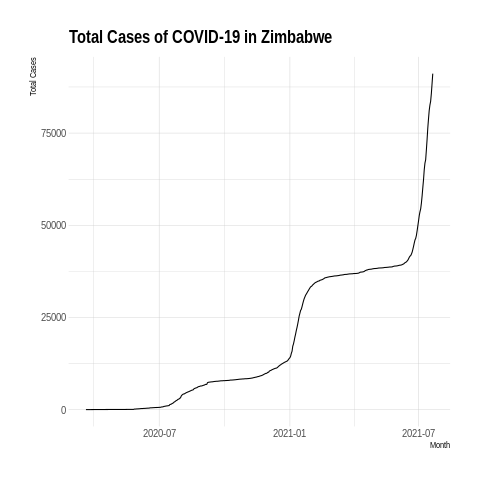 Total Cases of COVID-19 in Zimbabwe
Total Cases
75000
50000
25000
0
2020-07
2021-01
2021-07
Month